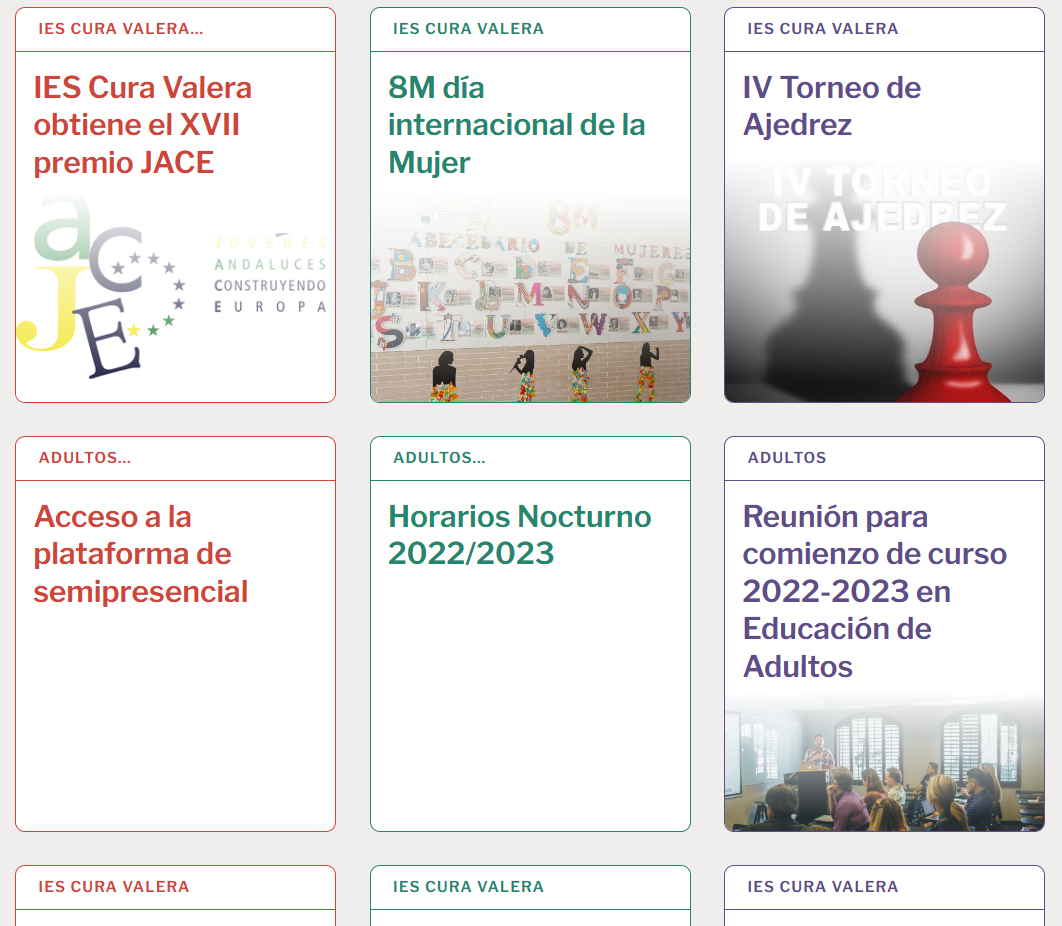 IES CURA VALERA...
IES Cura Valera
obtiene el XVII
premio JACE
aCJE
JOVENES
ANDALUCES
CONSTRUYENDO
EUROPA
IES CURA VALERA
8M día
internacional de la
Mujer
8M
ABECEDARIO DE MUJERES
B C D E F G
J K L M N O P
S T U V W X Y
IES CURA VALERA
IV Torneo de
Ajedrez
IV TORNEO
DE AJEDREZ
ADULTOS...
Acceso a la
plataforma de
semipresencial
ADULTOS...
Horarios Nocturno
2022/2023
ADULTOS
Reunión para
comienzo de curso
2022-2023 en
Educación de
Adultos
IES CURA VALERA
IES CURA VALERA
IES CURA VALERA